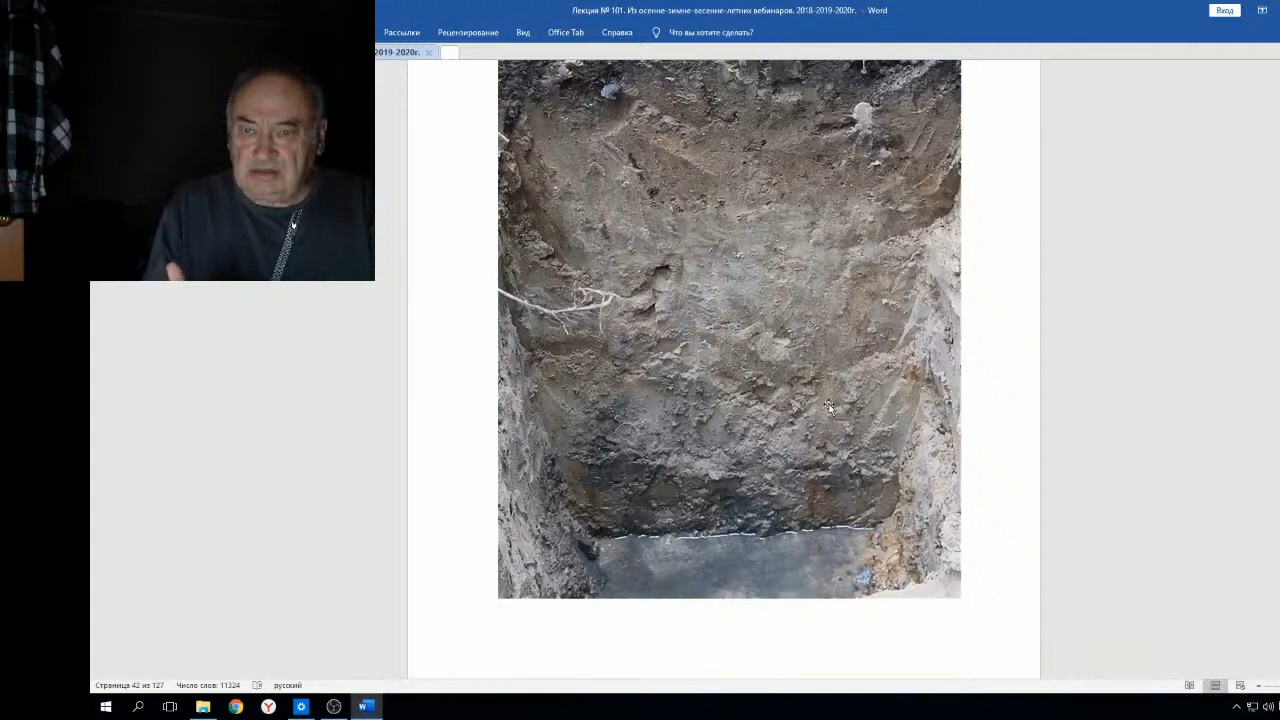 Лекция № 101. Из осенне-зимне-весенне-летних вебинаров. 2018-2019-2020г. - Word
Вход
Рассылки Рецензирование Вид Office Tab Справка Что вы хотите сделать?
2019-2020г.
Страница 42 из 127 Число слов: 11324 русский